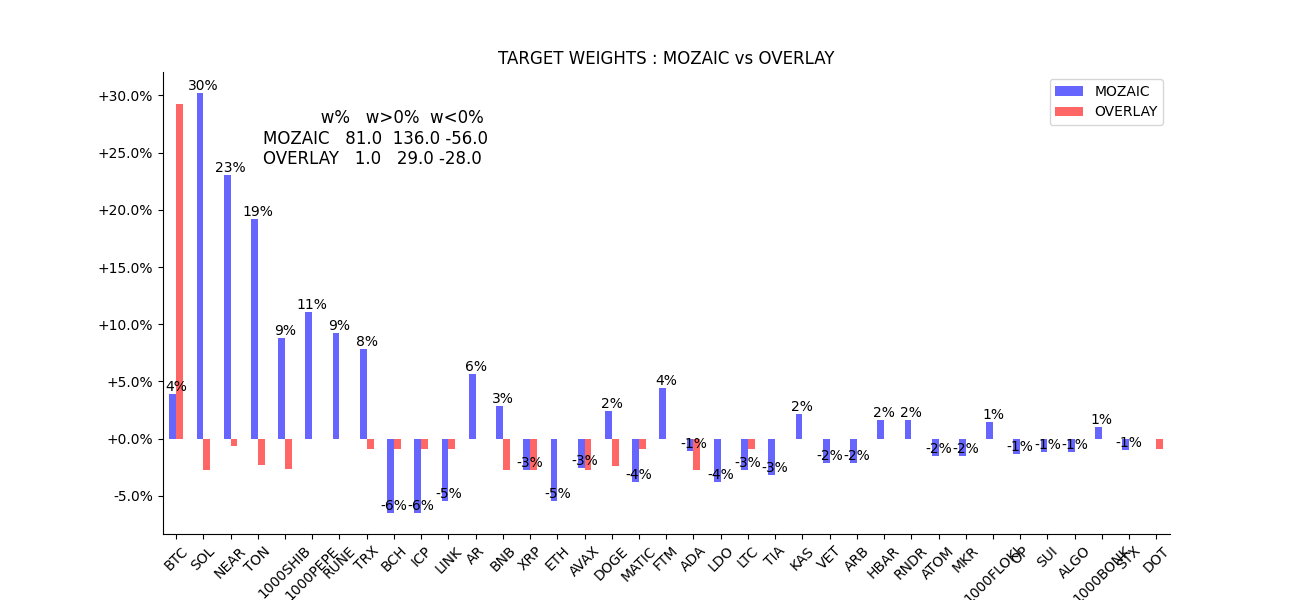 TARGET WEIGHTS : MOZAIC vs OVERLAY
MOZAIC
OVERLAY
w% w>0% w<0%
MOZAIC 81.0 136.0 -56.0
OVERLAY 1.0 29.0 -28.0
+30.0%
+25.0%
+20.0%
+15.0%
+10.0%
+5.0%
+0.0%
-5.0%
4%
30%
23%
19%
9%
11%
9%
8%
-6%
-6%
-5%
6%
3%
-3%
-5%
-3%
2%
-4%
4%
-1%
-4%
-3%
-3%
2%
-2%
-2%
2%
2%
-2%
-2%
1%
-1%
-1%
-1%
1%
-1%
BTC
SOL
NEAR
TON
1000SHIB
1000PEPE
RUNE
TRX
BCH
ICP
LINK
AR
BNB
XRP
ETH
AVAX
DOGE
MATIC
FTM
ADA
LDO
LTC
TIA
KAS
VET
ARB
HBAR
RNDR
ATOM
MKR
1000FLOKI
OP
SUI
ALGO
1000BONK
STX
DOT